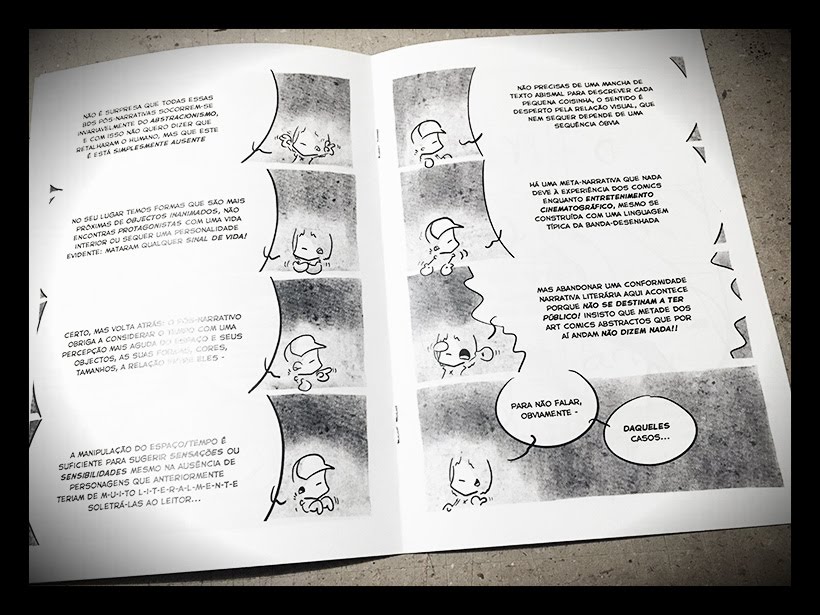 NÃO É SURPRESA QUE TODAS ESSAS
BDS PÓS-NARRATIVAS SOCORREM-SE
INVARIAVELMENTE DO ABSTRACIONISMO,
E COM ISSO NÃO QUERO DIZER QUE
RETALHARAM O HUMANO, MAS QUE ESTE
É ESTÁ SIMPLESMENTE AUSENTE
NO SEU LUGAR TEMOS FORMAS QUE SÃO MAIS
PRÓXIMAS DE OBJECTOS INANIMADOS, NÃO
ENCONTRAS PROTAGONISTAS COM UMA VIDA
INTERIOR OU SEQUER UMA PERSONALIDADE
EVIDENTE: MATARAM QUALQUER SINAL DE VIDA!
CERTO, MAS VOLTA ATRÁS: O PÓS-NARRATIVO
OBRIGA A CONSIDERAR O TEMPO COM UMA
PERCEPÇÃO MAIS AGUDA DO ESPAÇO E SEUS
OBJECTOS, AS SUAS FORMAS, CORES,
TAMANHOS, A RELAÇÃO ENTRE ELES -
A MANIPULAÇÃO DO ESPAÇO/TEMPO É
SUFICIENTE PARA SUGERIR SENSAÇÕES OU
SENSIBILIDADES MESMO NA AUSÊNCIA DE
PERSONAGENS QUE ANTERIORMENTE
TERIAM DE M-U-I-TO L-I-T-E-R-A-L-M-E-N-T-E
SOLETRÁ-LAS AO LEITOR...
NÃO PRECISAS DE UMA MANCHA DE
TEXTO ABISMAL PARA DESCREVER CADA
PEQUENA COISINHA, O SENTIDO É
DESPERTO PELA RELAÇÃO VISUAL, QUE
NEM SEQUER DEPENDE DE UMA
SEQUÊNCIA ÓBVIA
HÁ UMA META-NARRATIVA QUE NADA
DEVE À EXPERIÊNCIA DOS COMICS
ENQUANTO ENTRETENIMENTO
CINEMATOGRÁFICO, MESMO SE
CONSTRUÍDA COM UMA LINGUAGEM
TÍPICA DA BANDA-DESENHADA
MAS ABANDONAR UMA CONFORMIDADE
NARRATIVA LITERÁRIA AQUI ACONTECE
PORQUE NÃO SE DESTINAM A TER
PÚBLICO! INSISTO QUE METADE DOS
ART COMICS ABSTRACTOS QUE POR
AÍ ANDAM NÃO DIZEM NADA!!
PARA NÃO FALAR,
OBVIAMENTE -
DAQUELES
CASOS...